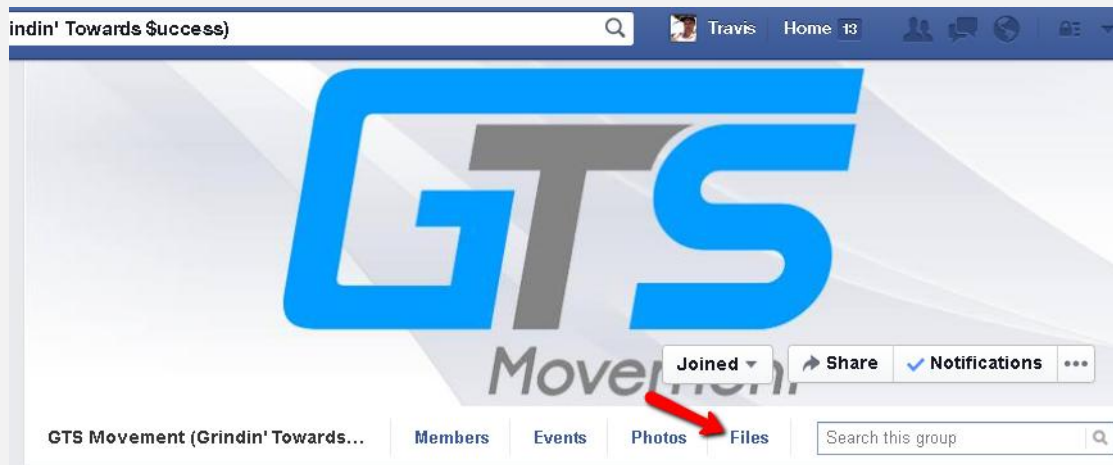 indin' Towards $uccess)
Travis Home 13
GTS
Movement
Joined Share Notifications
GTS Movement (Grindin' Towards... Members Events Photos Files Search this group